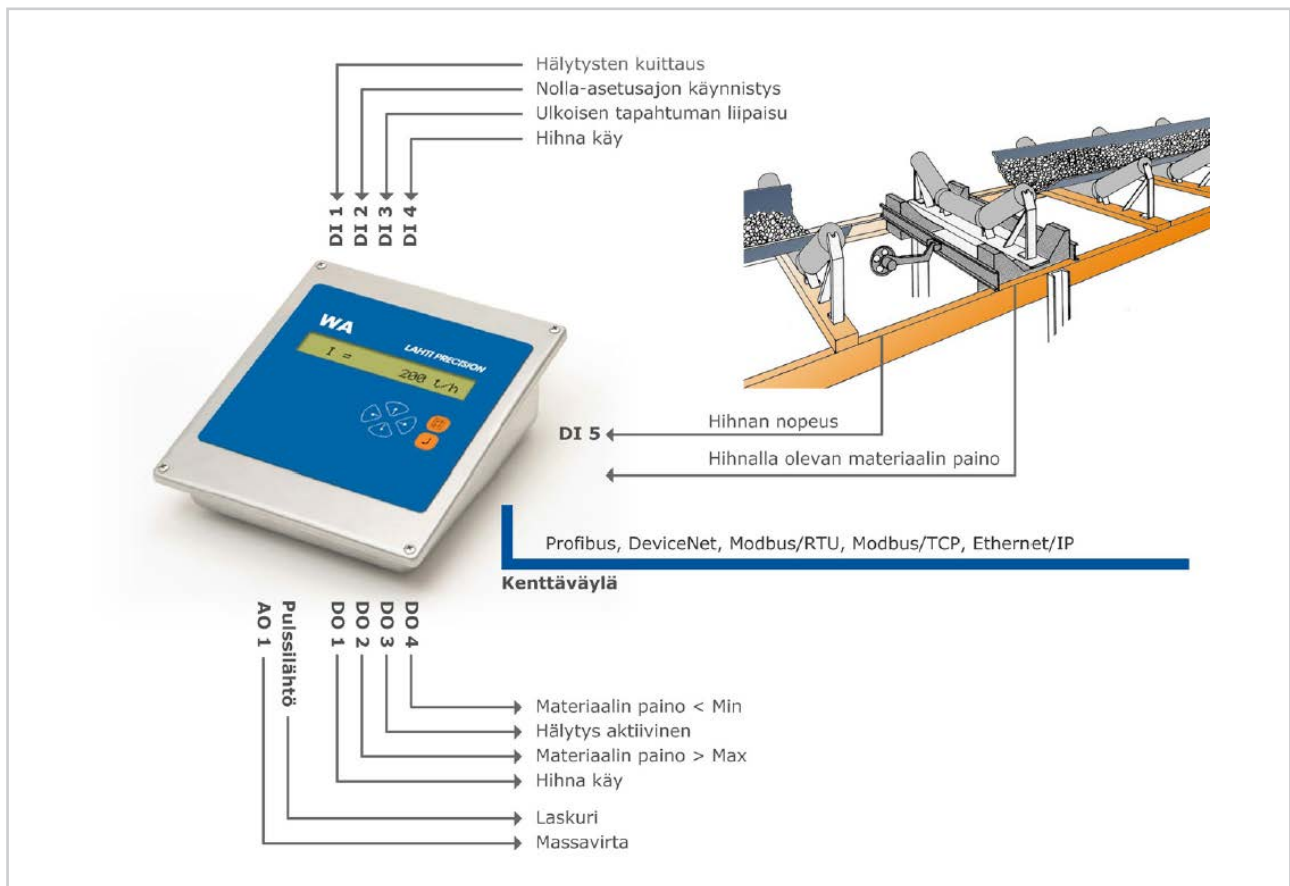 Hälytysten kuittaus
Nolla-asetusajon käynnistys
Ulkoisen tapahtuman liipaisu
Hihna käy
DI 1
DI 2
DI 3
DI 4
WA
LAHTI PRECISION
I =
200 t/h
DI 5
Hihnan nopeus
Hihnalla olevan materiaalin paino
Profibus, DeviceNet, Modbus/RTU, Modbus/TCP, Ethernet/IP
Kenttäväylä
AO 1
Pulssilähtö
DO 1
DO 2
DO 3
DO 4
Materiaalin paino < Min
Hälytys aktiivinen
Materiaalin paino > Max
Hihna käy
Laskuri
Massavirta